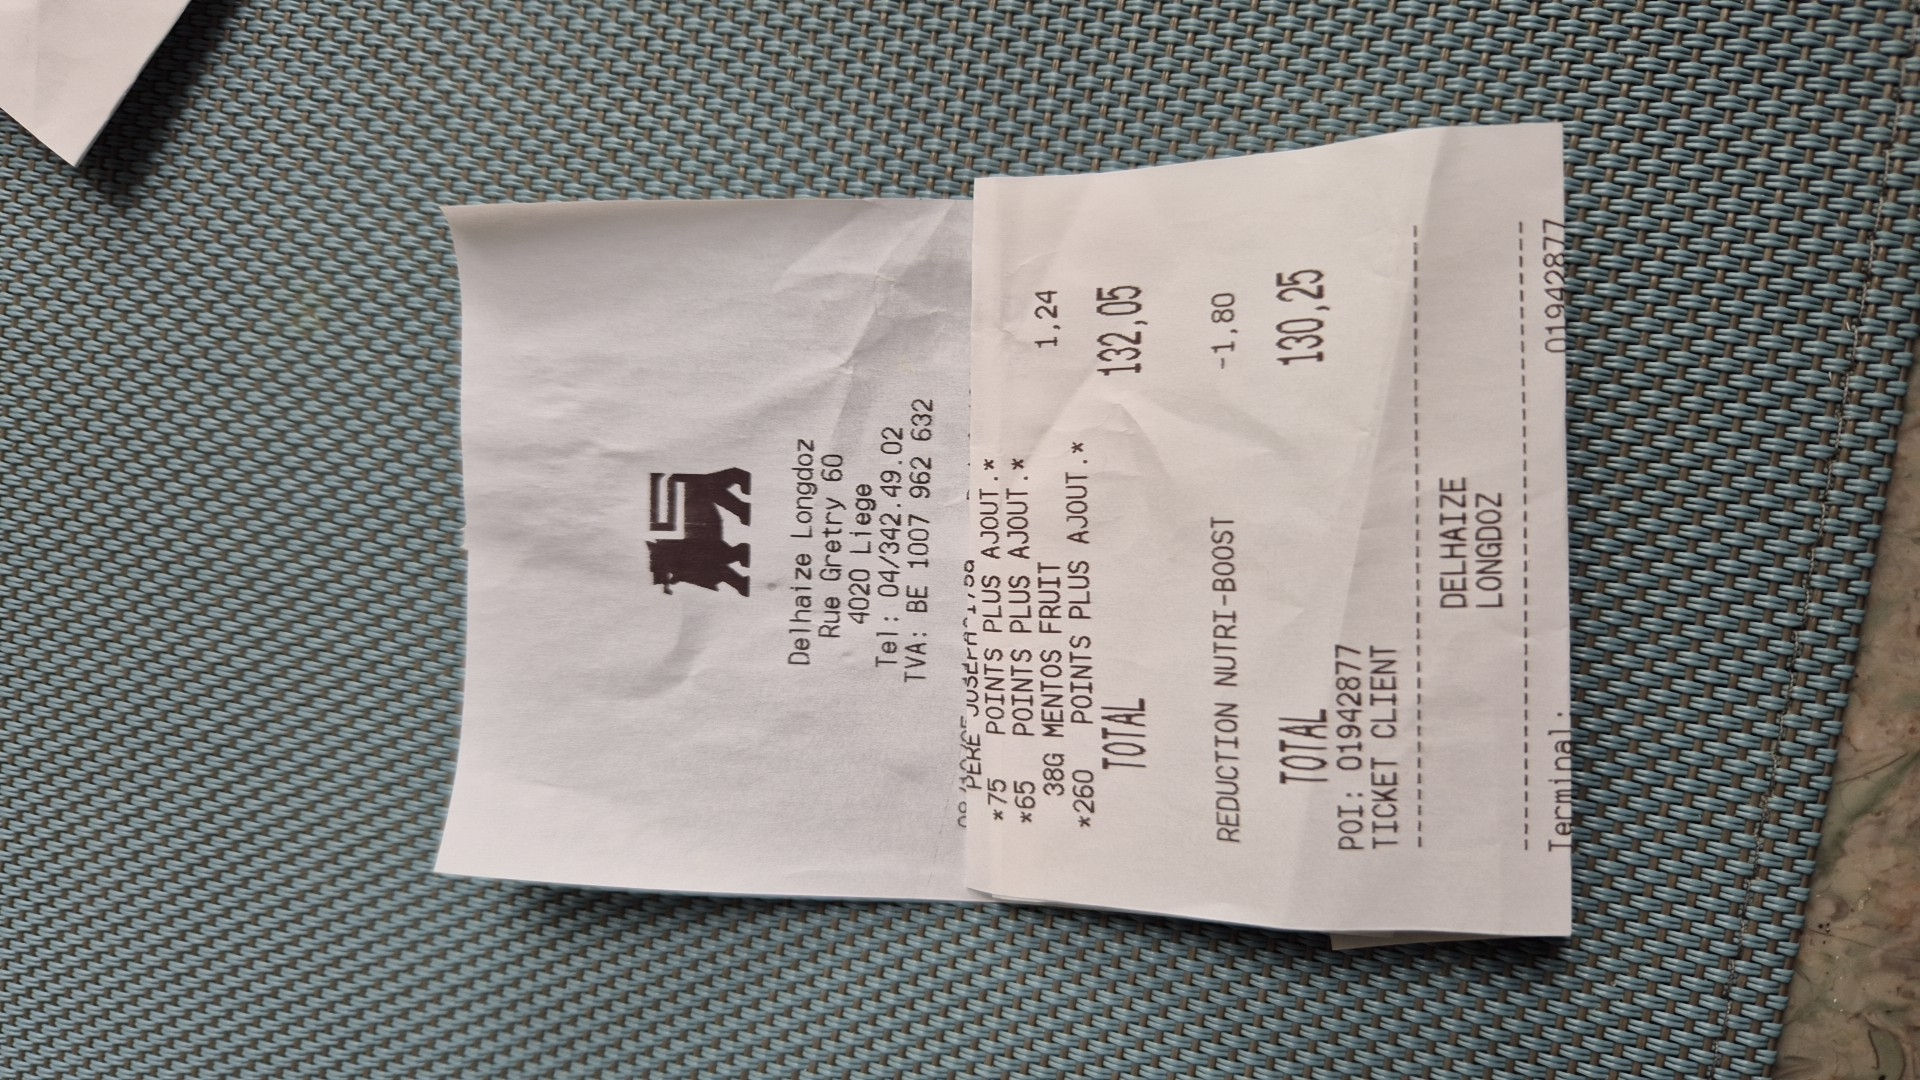 Delhaize Longdoz
Rue Gretry 60
4020 Liege
Tel: 04/342.49.02
TVA: BE 1007 962 632
*75 POINTS PLUS AJOUT.*
*65 POINTS PLUS AJOUT.*
38G MENTOS FRUIT 1,24
*260 POINTS PLUS AJOUT.*
TOTAL 132,05
REDUCTION NUTRI-BOOST -1,80
TOTAL 130,25
POI: 01942877
TICKET CLIENT
--------------------------------
DELHAIZE
LONGDOZ
--------------------------------
Terminal: 01942877